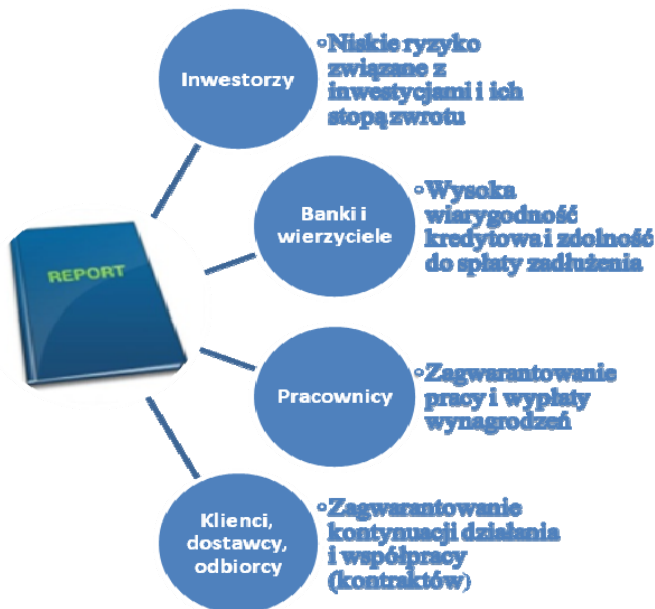 REPORT
Inwestorzy
Niskie ryzyko
związane z
inwestycjami i ich
stopą zwrotu
Banki i
wierzyciele
Wysoka
wiarygodność
kredytowa i zdolność
do spłaty zadłużenia
Pracownicy
Zagwarantowanie
pracy i wypłaty
wynagrodzeń
Klienci,
dostawcy,
odbiorcy
Zagwarantowanie
kontynuacji działania
i współpracy
(kontraktów)